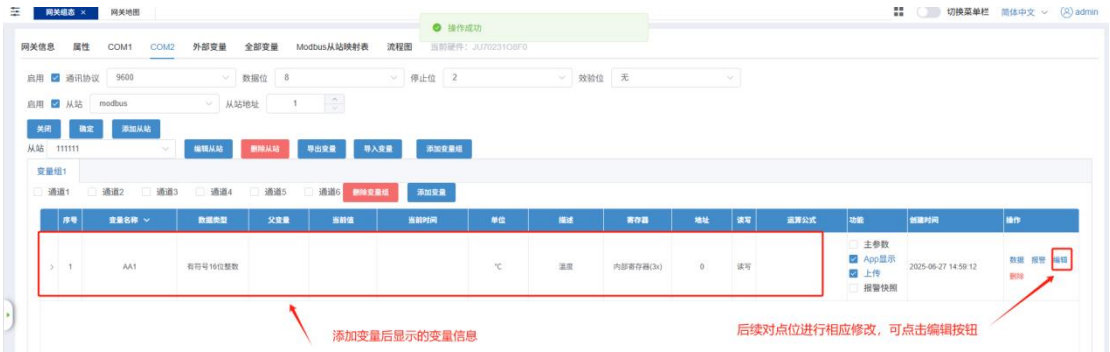 网关组态 × 网关地图 切换菜单栏 简体中文 admin
操作成功
网关信息 属性 COM1 COM2 外部变量 全部变量 Modbus从站映射表 流程图 当前硬件: JU70231G8F0
启用 通讯协议 9600 数据位 8 停止位 2 效验位 无
启用 从站 modbus 从站地址 1
关闭 确定 添加从站
从站 111111 编辑从站 删除从站 导出变量 导入变量 添加变量组
变量组1
通道1 通道2 通道3 通道4 通道5 通道6 删除变量组 添加变量
序号 变量名称 数据类型 父变量 当前值 当前时间 单位 描述 寄存器 地址 读写 运算公式 功能 创建时间 操作
主参数
1 AA1 有符号16位整数 ℃ 温度 内部寄存器(3x) 0 读写 App显示 2025-06-27 14:59:12 数据 报警 编辑
上传 删除
报警快照
添加变量后显示的变量信息
后续对点位进行相应修改，可点击编辑按钮